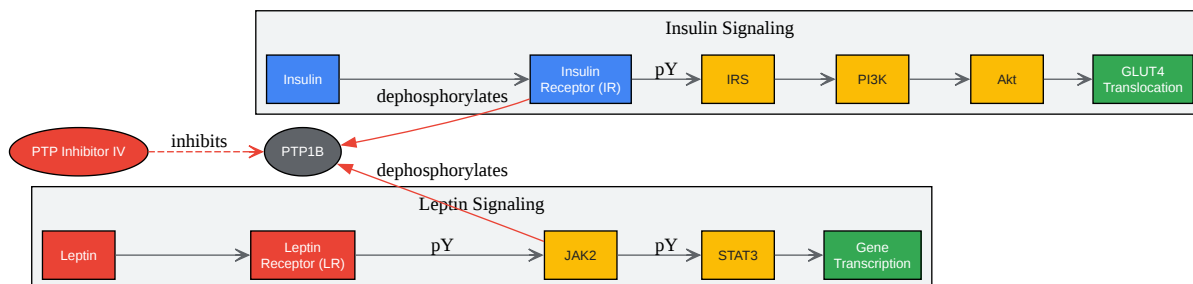 Insulin Signaling
Insulin
Insulin
Receptor (IR)
pY
IRS
PI3K
Akt
GLUT4
Translocation
dephosphorylates
PTP Inhibitor IV
inhibits
PTP1B
dephosphorylates
Leptin Signaling
Leptin
Leptin
Receptor (LR)
pY
JAK2
pY
STAT3
Gene
Transcription